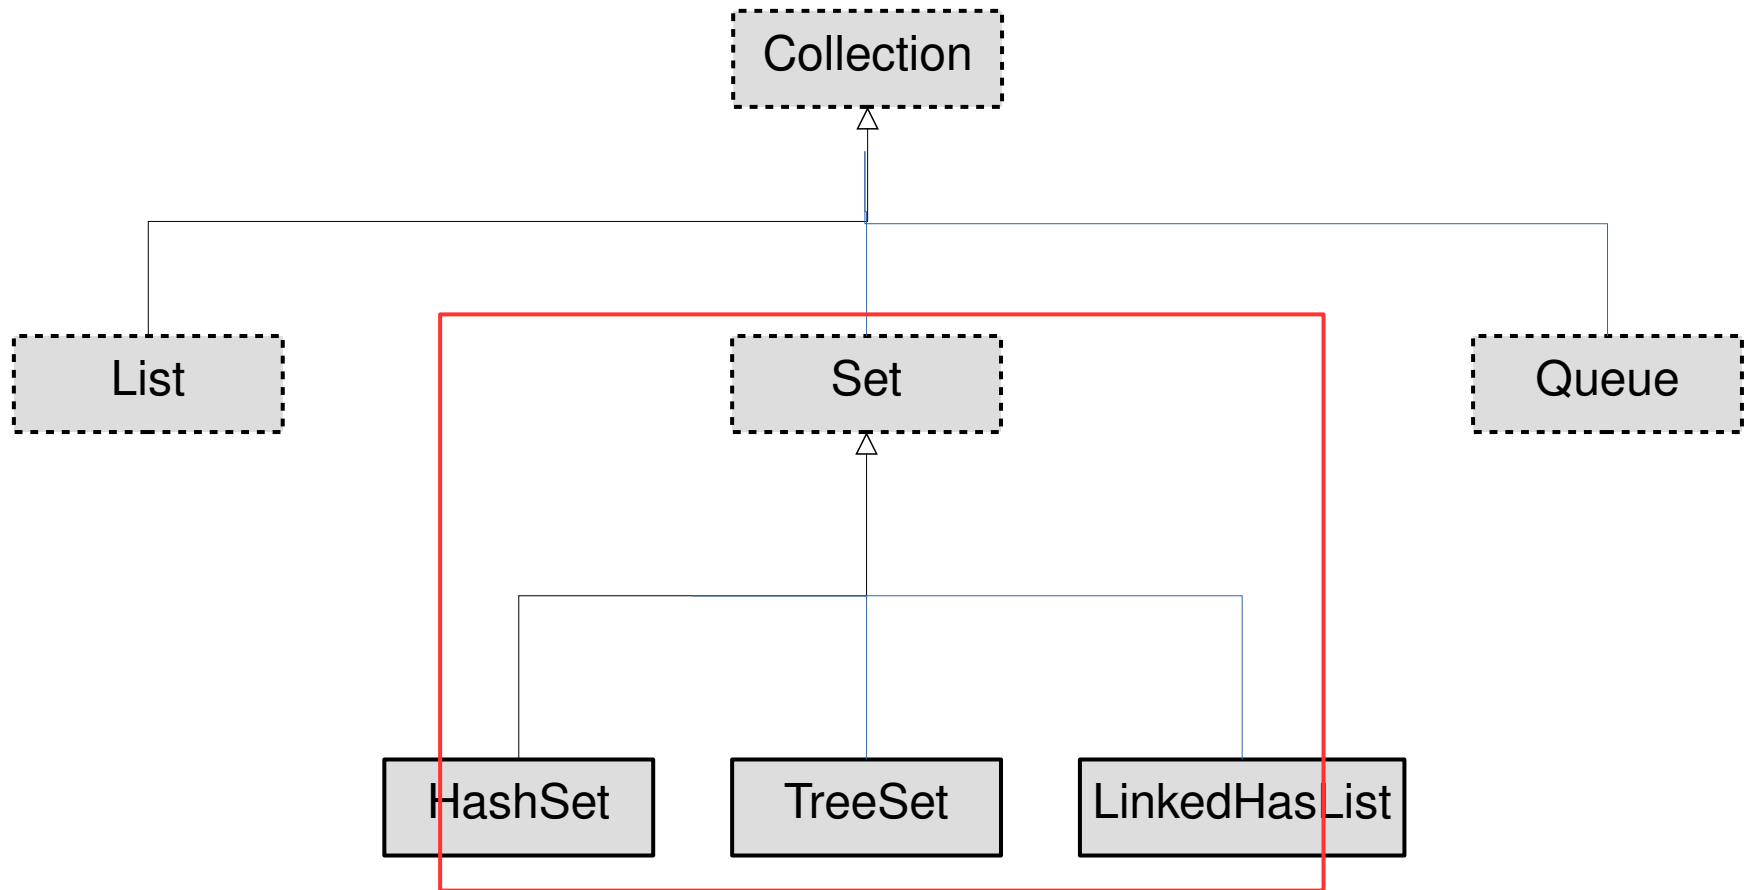 Collection
List
Set
Queue
HashSet
TreeSet
LinkedHasList